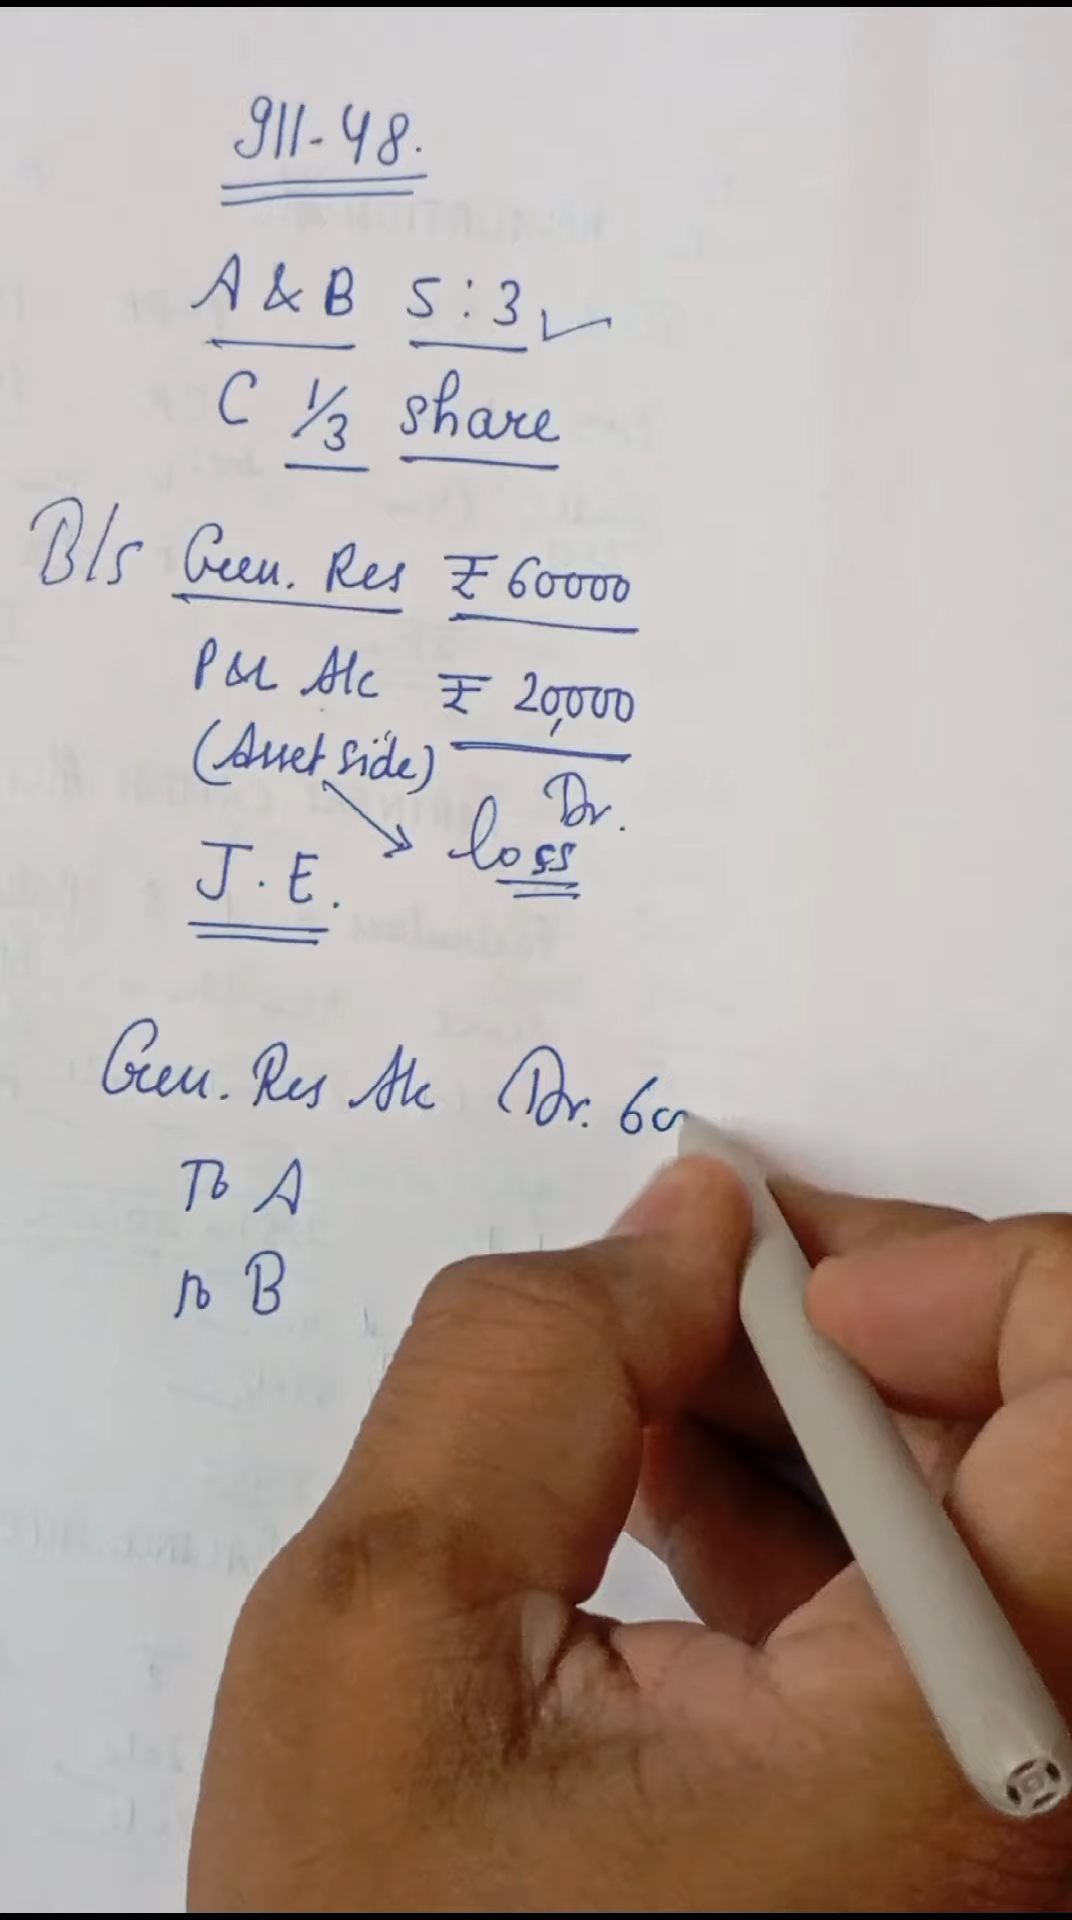 Ill-48.
A & B 5:3
C 1/3 share
B/s Gen. Res ₹ 60000
P&L A/c ₹ 20,000
(Asset side) Dr.
loss
J.E.
Gen. Res A/c Dr. 60
To A
To B